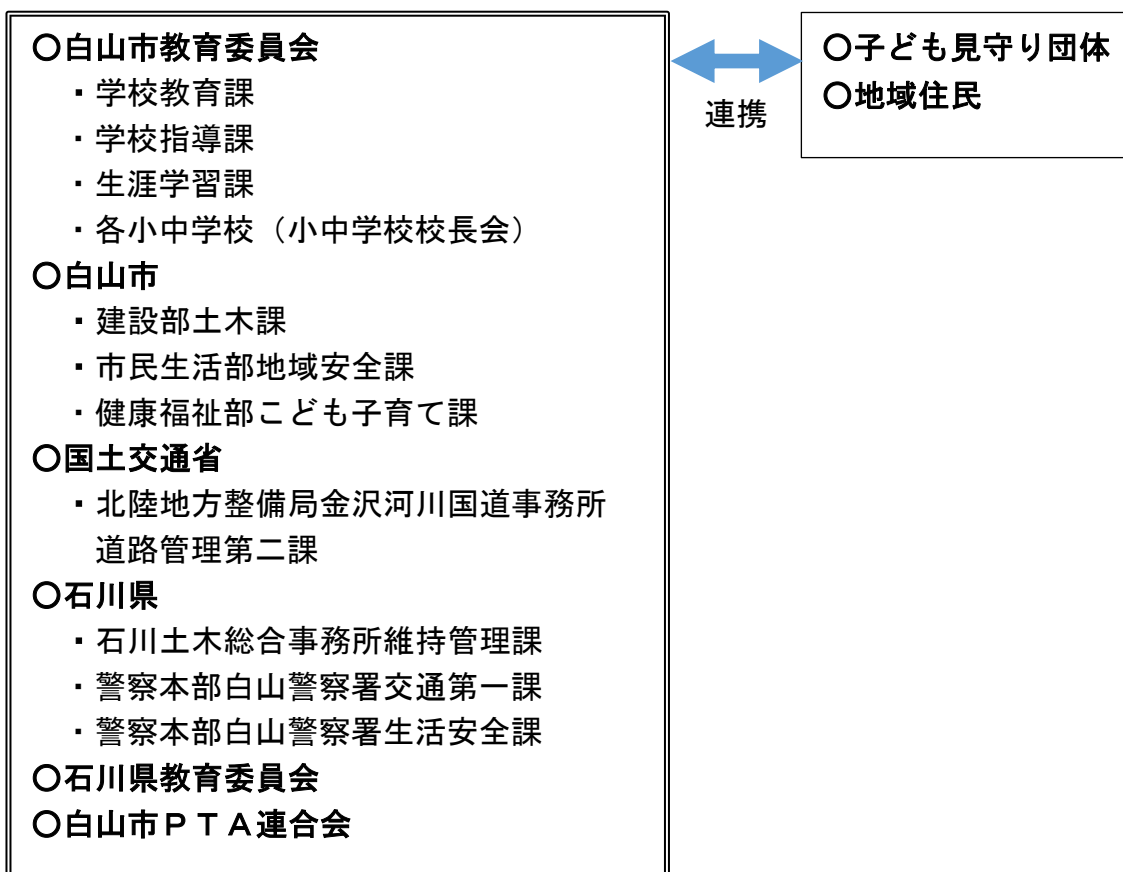 〇白山市教育委員会
・学校教育課
・学校指導課
・生涯学習課
・各小中学校（小中学校校長会）
〇白山市
・建設部土木課
・市民生活部地域安全課
・健康福祉部こども子育て課
〇国土交通省
・北陸地方整備局金沢河川国道事務所
道路管理第二課
〇石川県
・石川土木総合事務所維持管理課
・警察本部白山警察署交通第一課
・警察本部白山警察署生活安全課
〇石川県教育委員会
〇白山市ＰＴＡ連合会
連携
〇子ども見守り団体
〇地域住民